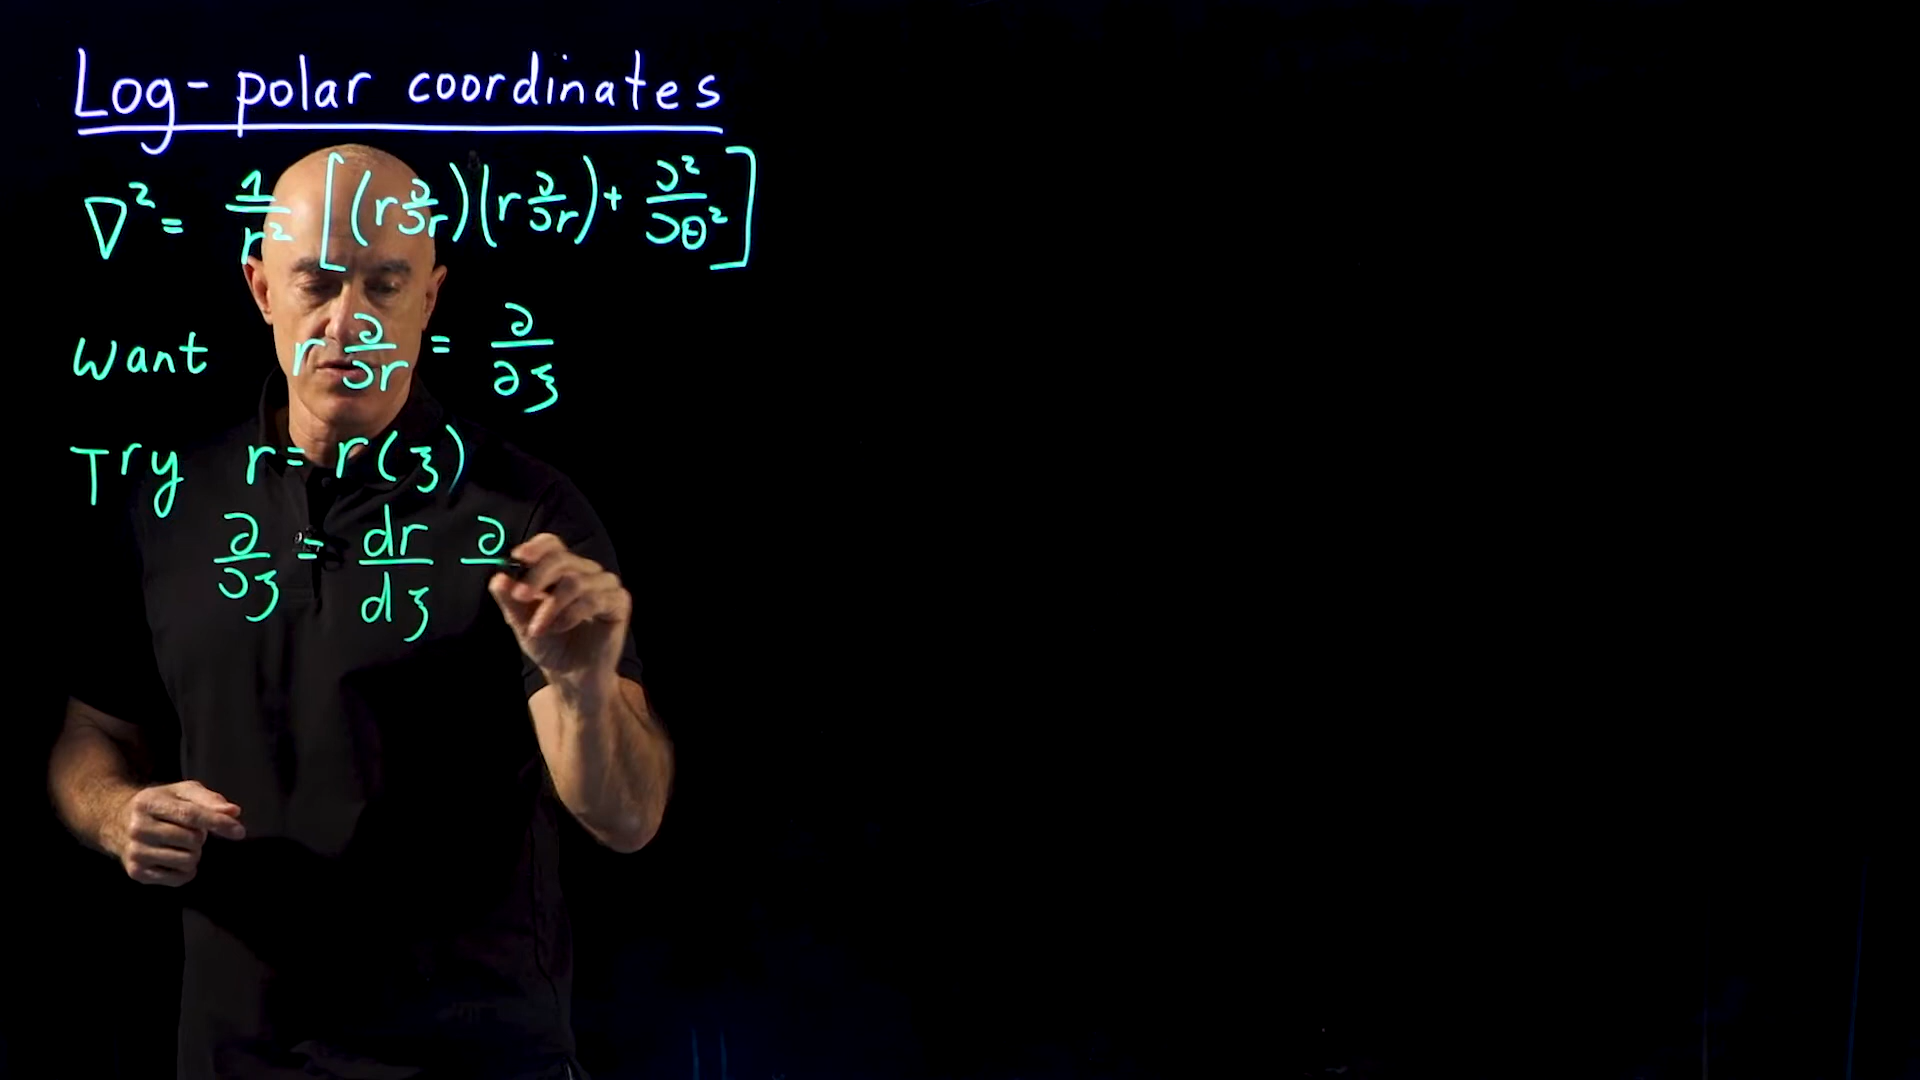 Log-polar coordinates
∇² = 1/r² [(r ∂/∂r)(r ∂/∂r) + ∂²/∂θ²]
Want r ∂/∂r = ∂/∂ξ
Try r = r(ξ)
∂/∂ξ = dr/dξ ∂/